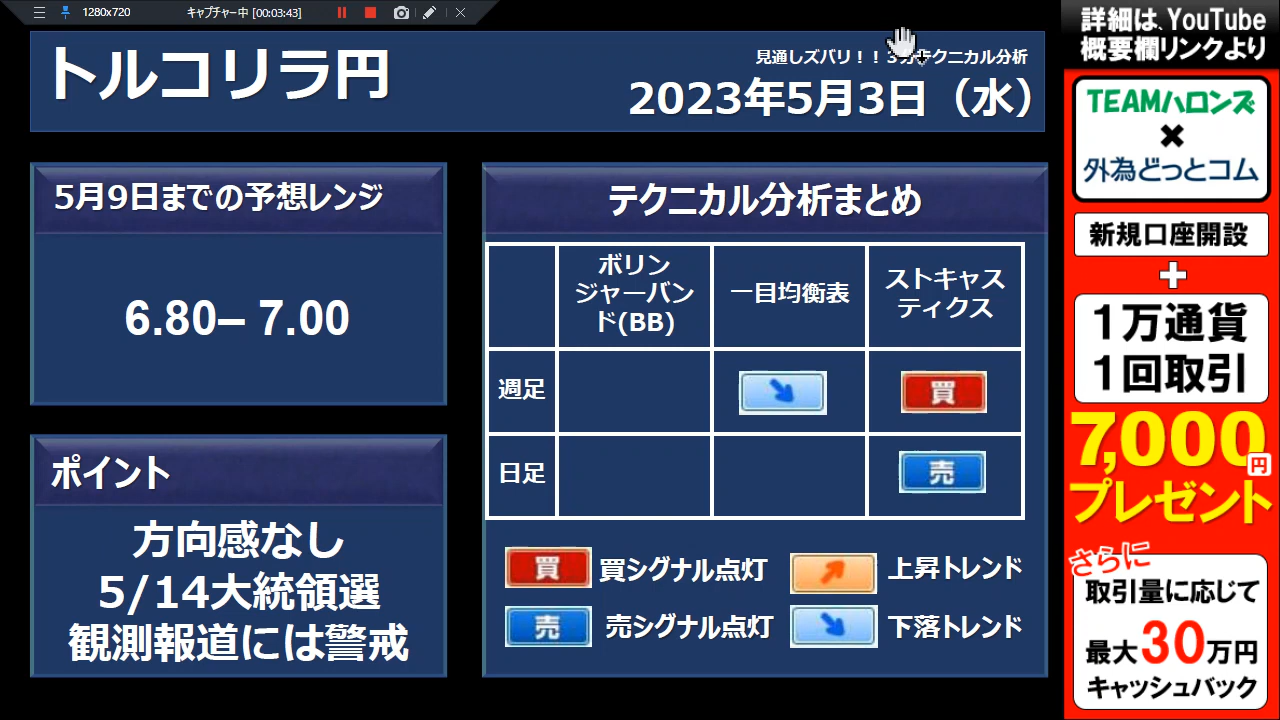 1280x720
キャプチャー中 [00:03:43]
トルコリラ円
見通しズバリ！！3分テクニカル分析
2023年5月3日（水）
5月9日までの予想レンジ
6.80– 7.00
ポイント
方向感なし
5/14大統領選
観測報道には警戒
テクニカル分析まとめ
ボリン
ジャーバン
ド(BB)
一目均衡表
ストキャス
ティクス
週足
買
日足
売
買 買シグナル点灯
上昇トレンド
売 売シグナル点灯
下落トレンド
詳細は、YouTube
概要欄リンクより
TEAMハロンズ
×
外為どっとコム
新規口座開設
+
1万通貨
1回取引
7,000円
プレゼント
さらに
取引量に応じて
最大30万円
キャッシュバック